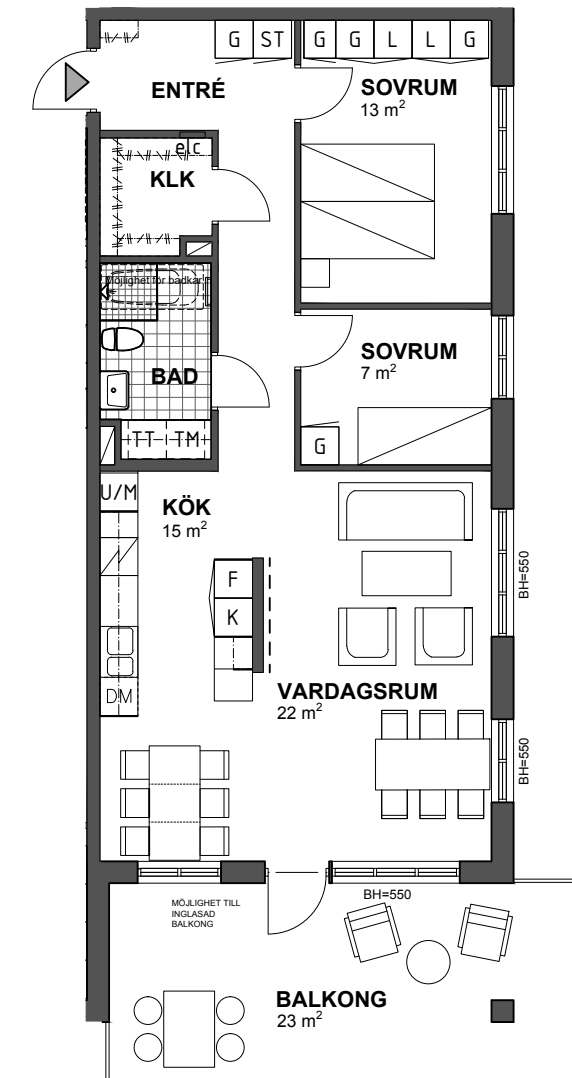 G ST G G L L G
ENTRÉ
SOVRUM
13 m²
elc
KLK
Möjlighet för badkar
SOVRUM
7 m²
BAD
TT TM
G
U/M
KÖK
15 m²
BH=550
F
K
DM
VARDAGSRUM
22 m²
BH=550
BH=550
MÖJLIGHET TILL
INGLASAD
BALKONG
BALKONG
23 m²